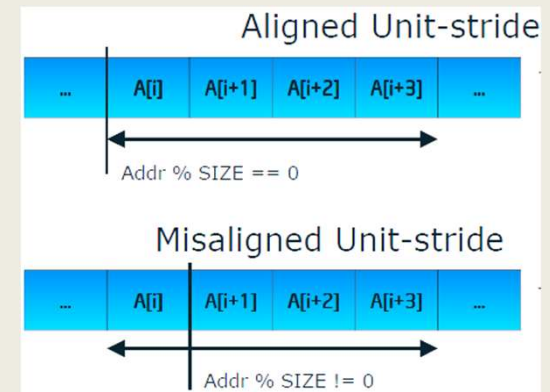 Aligned Unit-stride
... A[i] A[i+1] A[i+2] A[i+3] ...
Addr % SIZE == 0
Misaligned Unit-stride
... A[i] A[i+1] A[i+2] A[i+3] ...
Addr % SIZE != 0